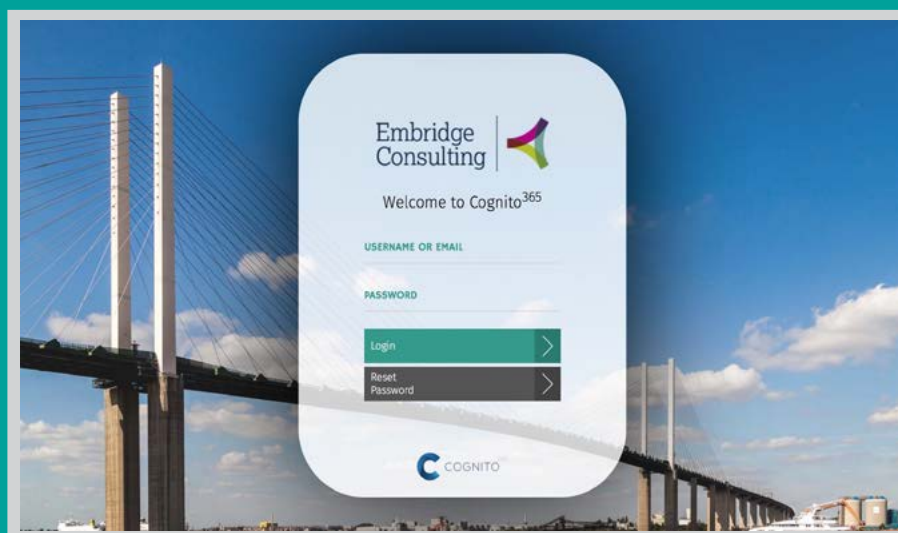 Embridge
Consulting
Welcome to Cognito³⁶⁵
USERNAME OR EMAIL
PASSWORD
Login
Reset
Password
COGNITO